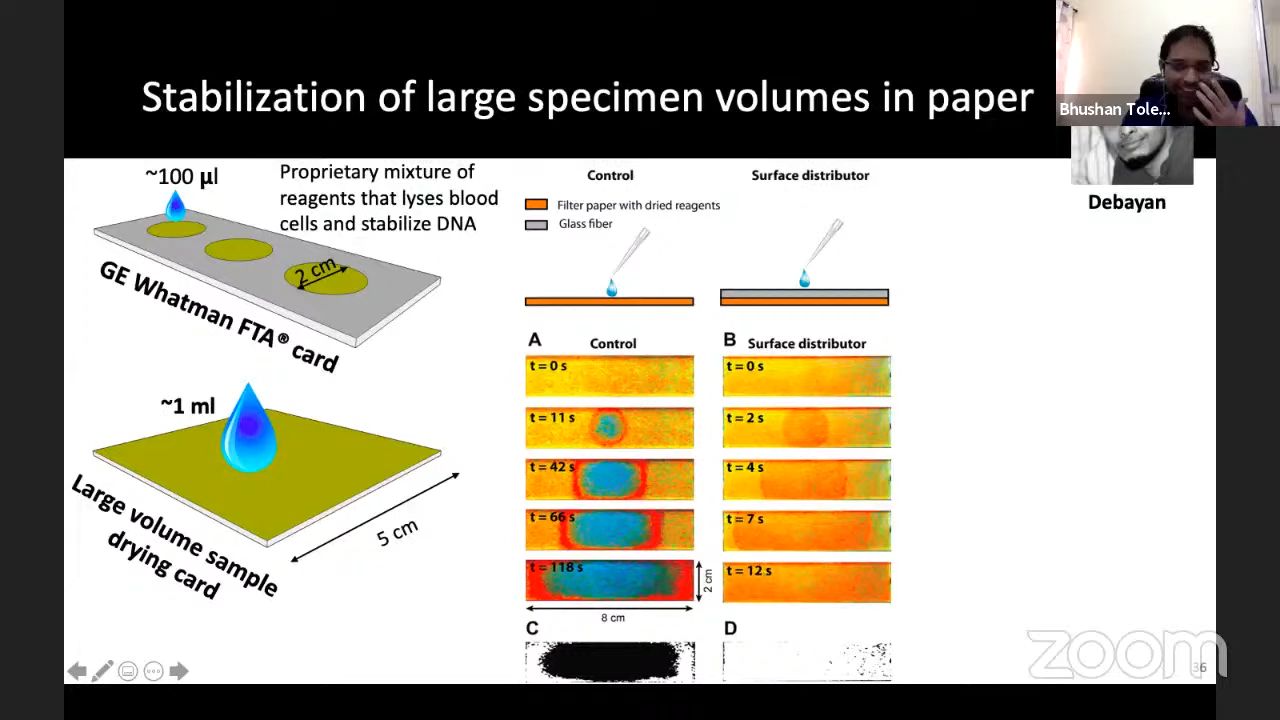 Stabilization of large specimen volumes in paper
Bhushan Tole...
Debayan
~100 µl
Proprietary mixture of
reagents that lyses blood
cells and stabilize DNA
2 cm
GE Whatman FTA® card
~1 ml
Large volume sample
drying card
5 cm
Control
Surface distributor
Filter paper with dried reagents
Glass fiber
A Control
t = 0 s
t = 11 s
t = 42 s
t = 66 s
t = 118 s
2 cm
8 cm
B Surface distributor
t = 0 s
t = 2 s
t = 4 s
t = 7 s
t = 12 s
C
D
zoom
36